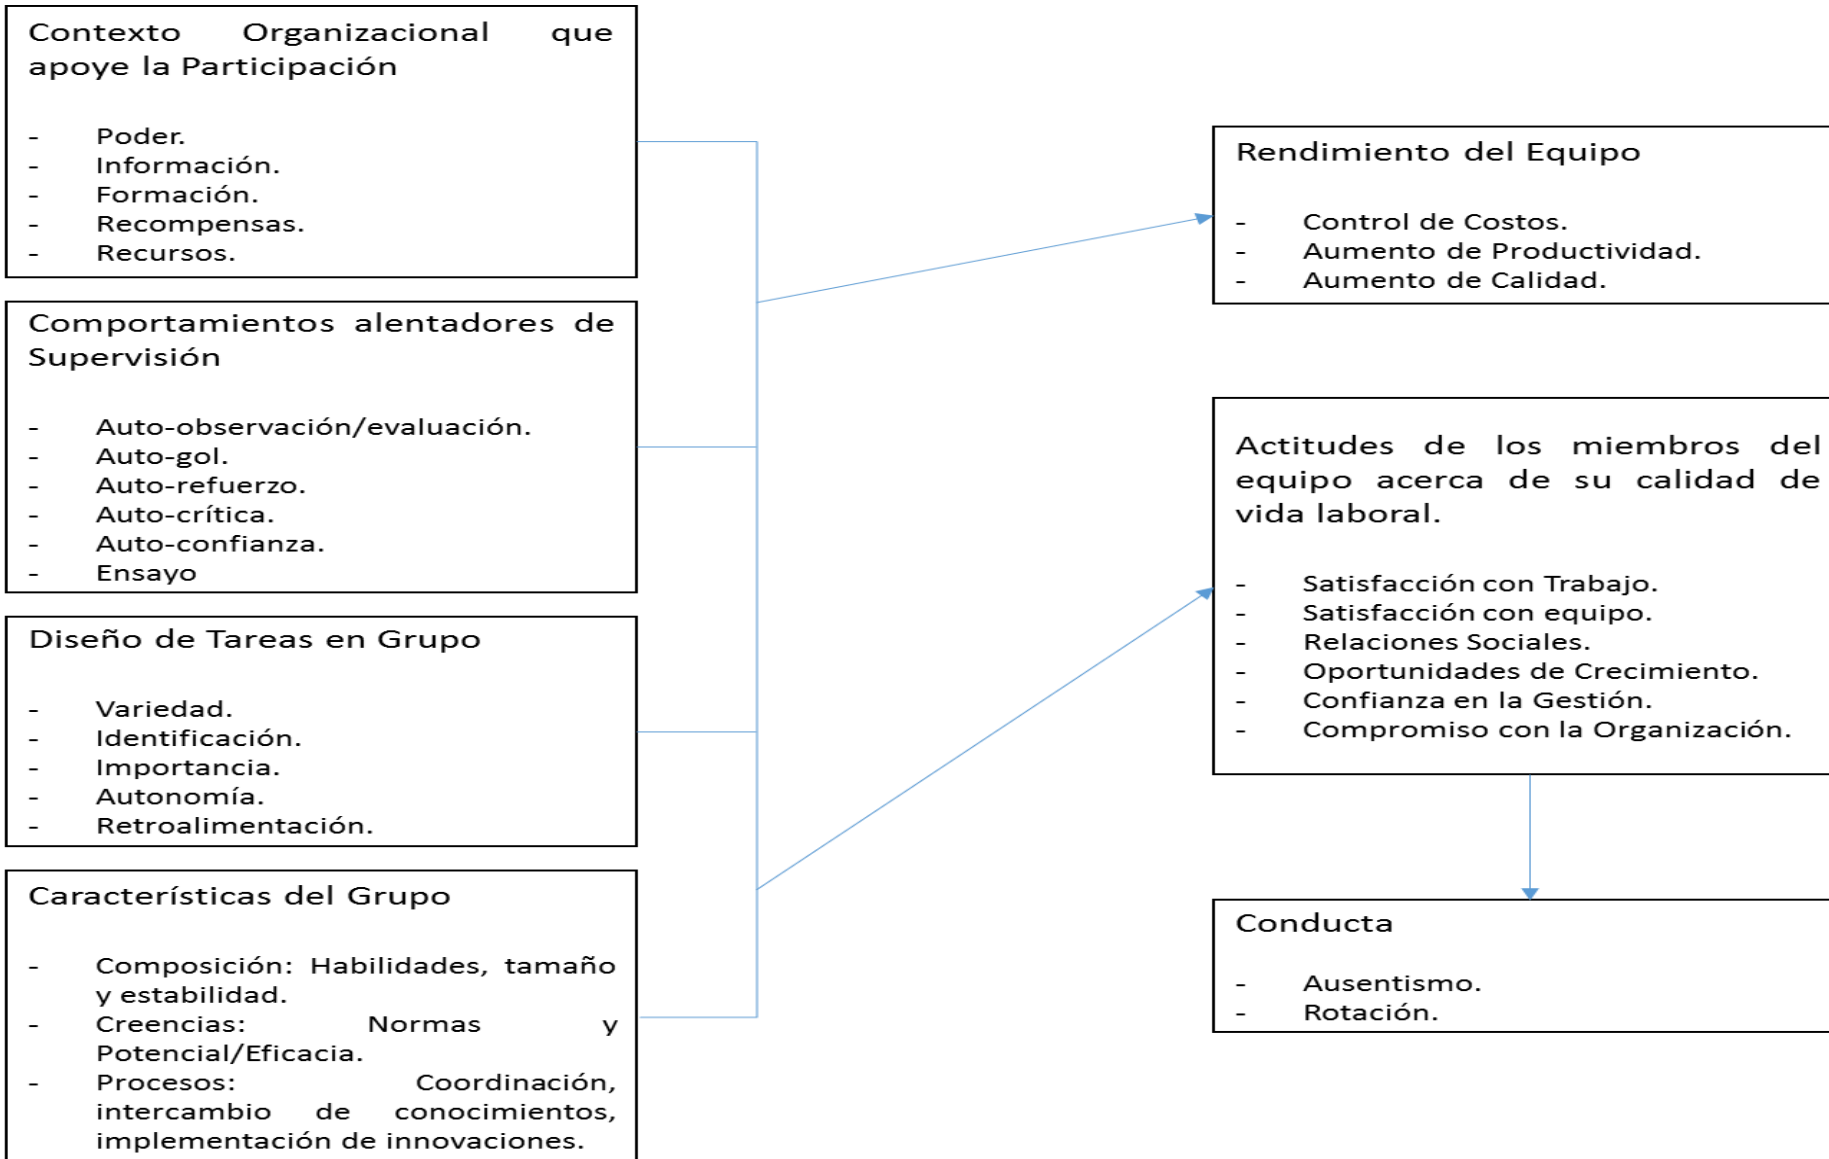 Contexto Organizacional que
apoye la Participación
- Poder.
- Información.
- Formación.
- Recompensas.
- Recursos.
Comportamientos alentadores de
Supervisión
- Auto-observación/evaluación.
- Auto-gol.
- Auto-refuerzo.
- Auto-crítica.
- Auto-confianza.
- Ensayo
Diseño de Tareas en Grupo
- Variedad.
- Identificación.
- Importancia.
- Autonomía.
- Retroalimentación.
Características del Grupo
- Composición: Habilidades, tamaño
y estabilidad.
- Creencias: Normas y
Potencial/Eficacia.
- Procesos: Coordinación,
intercambio de conocimientos,
implementación de innovaciones.
Rendimiento del Equipo
- Control de Costos.
- Aumento de Productividad.
- Aumento de Calidad.
Actitudes de los miembros del
equipo acerca de su calidad de
vida laboral.
- Satisfacción con Trabajo.
- Satisfacción con equipo.
- Relaciones Sociales.
- Oportunidades de Crecimiento.
- Confianza en la Gestión.
- Compromiso con la Organización.
Conducta
- Ausentismo.
- Rotación.